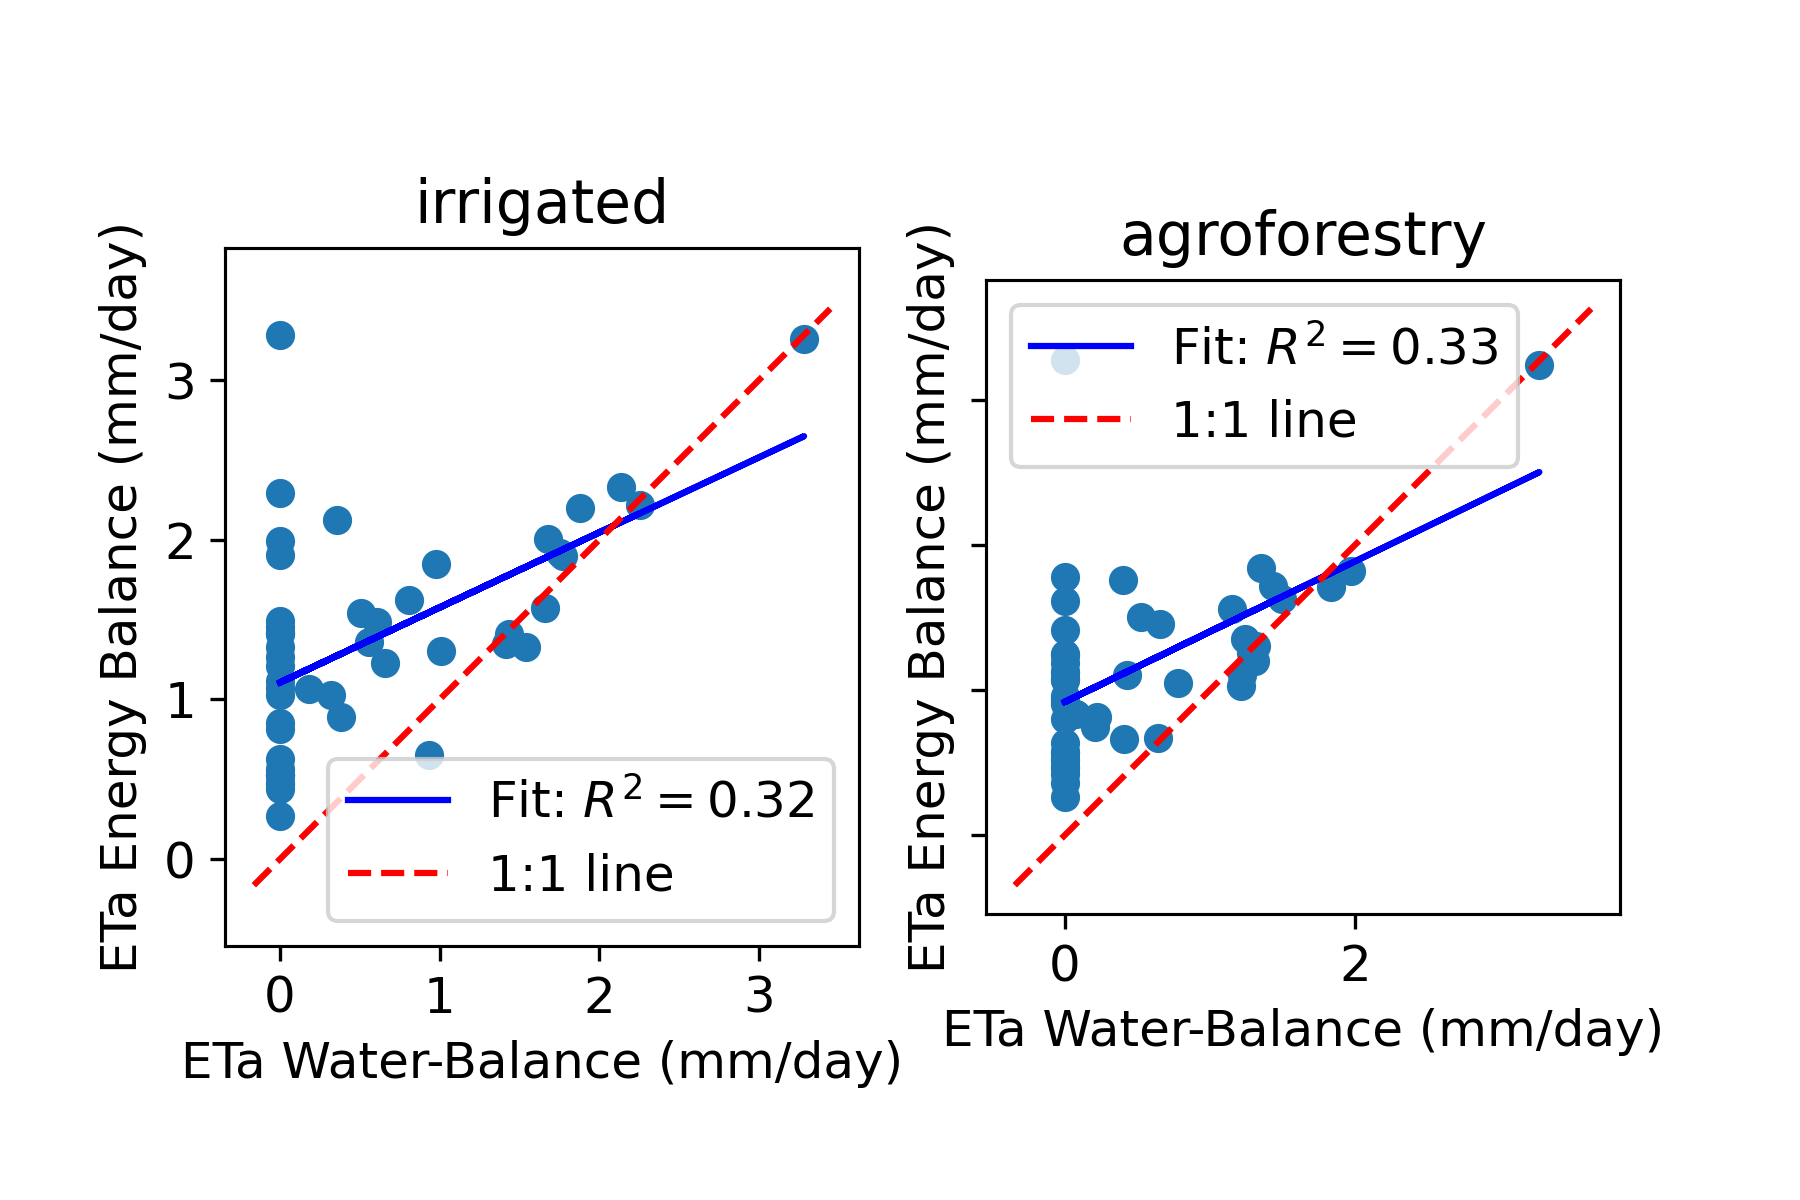 irrigated
ETa Energy Balance (mm/day)
3
2
1
0
Fit: R² = 0.32
1:1 line
0 1 2 3
ETa Water-Balance (mm/day)
agroforestry
ETa Energy Balance (mm/day)
Fit: R² = 0.33
1:1 line
0 2
ETa Water-Balance (mm/day)